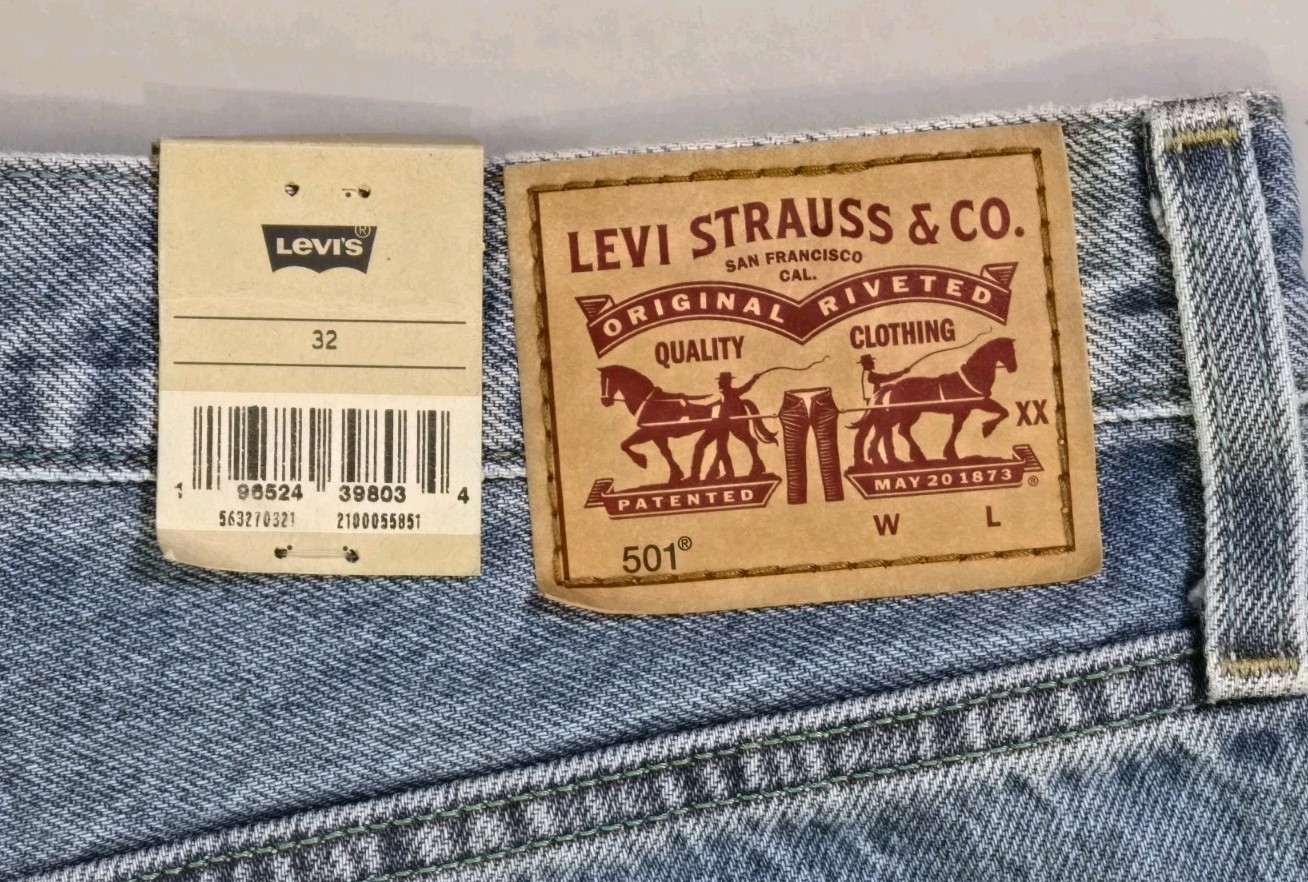 LEVI'S®
32
1 96524 39803 4
563270321 2100055851
LEVI STRAUSS & CO.
SAN FRANCISCO
CAL.
ORIGINAL RIVETED
QUALITY CLOTHING
XX
PATENTED MAY 20 1873 ®
W L
501®